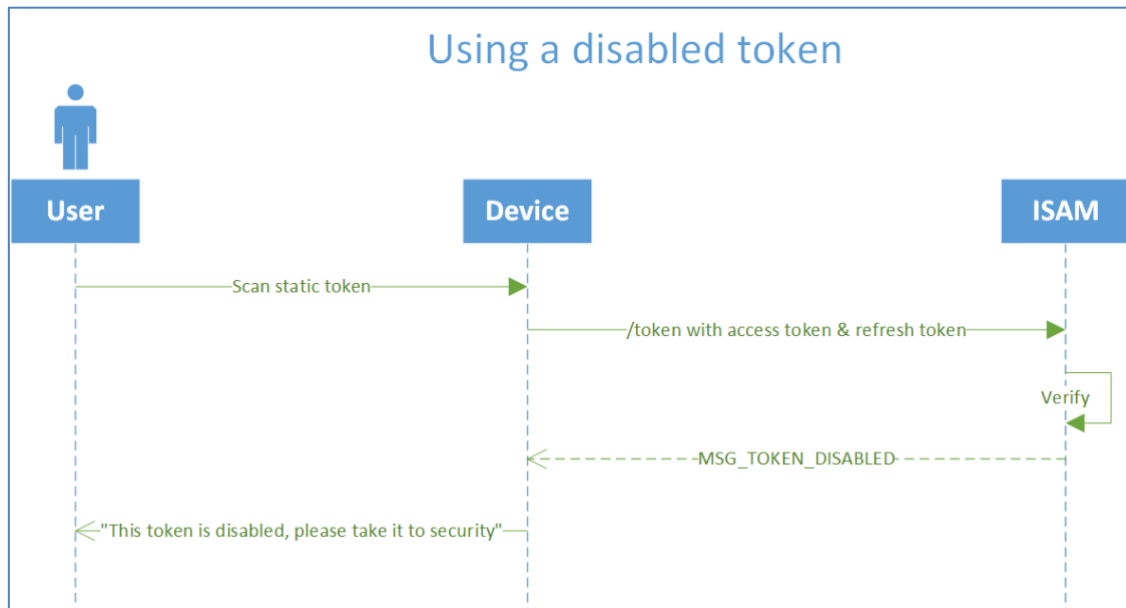 Using a disabled token
User
Device
ISAM
Scan static token
/token with access token & refresh token
Verify
MSG_TOKEN_DISABLED
"This token is disabled, please take it to security"